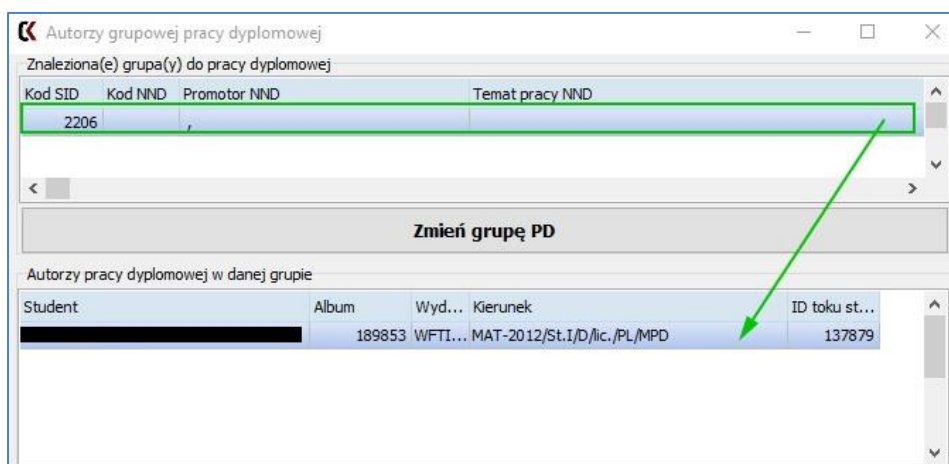 Autorzy grupowej pracy dyplomowej
Znaleziona(e) grupa(y) do pracy dyplomowej
Kod SID Kod NND Promotor NND Temat pracy NND
2206 ,
Zmień grupę PD
Autorzy pracy dyplomowej w danej grupie
Student Album Wyd... Kierunek ID toku st...
189853 WFTI... MAT-2012/St.I/D/lic./PL/MPD 137879